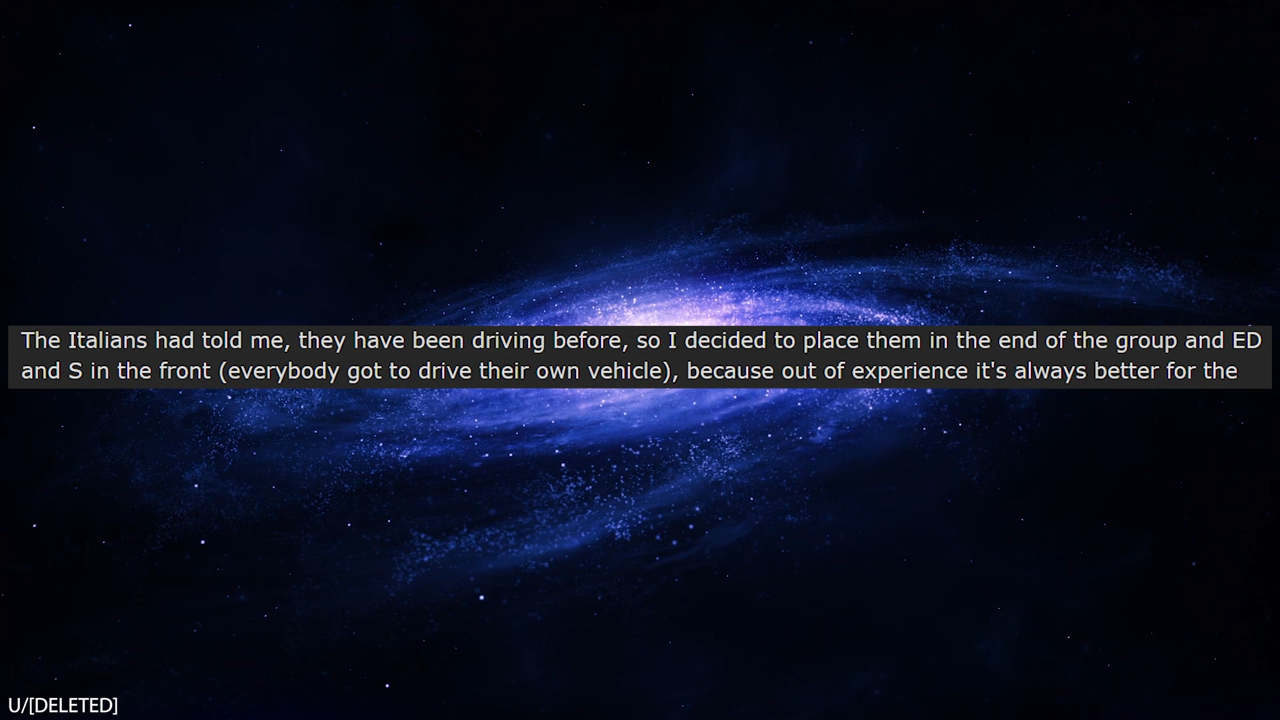 The Italians had told me, they have been driving before, so I decided to place them in the end of the group and ED
and S in the front (everybody got to drive their own vehicle), because out of experience it's always better for the
U/[DELETED]